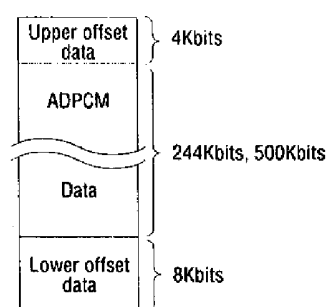 Upper offset
data
4Kbits
ADPCM
244Kbits, 500Kbits
Data
Lower offset
data
8Kbits